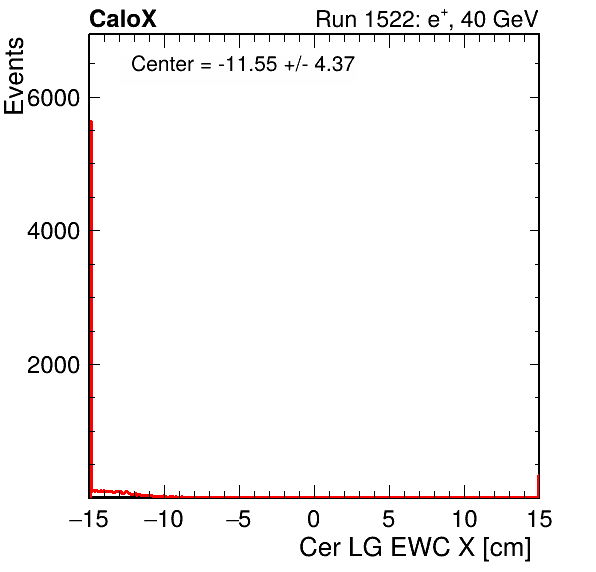 CaloX
Run 1522: e⁺, 40 GeV
Center = -11.55 +/- 4.37
Events
6000
4000
2000
−15 −10 −5 0 5 10 15
Cer LG EWC X [cm]